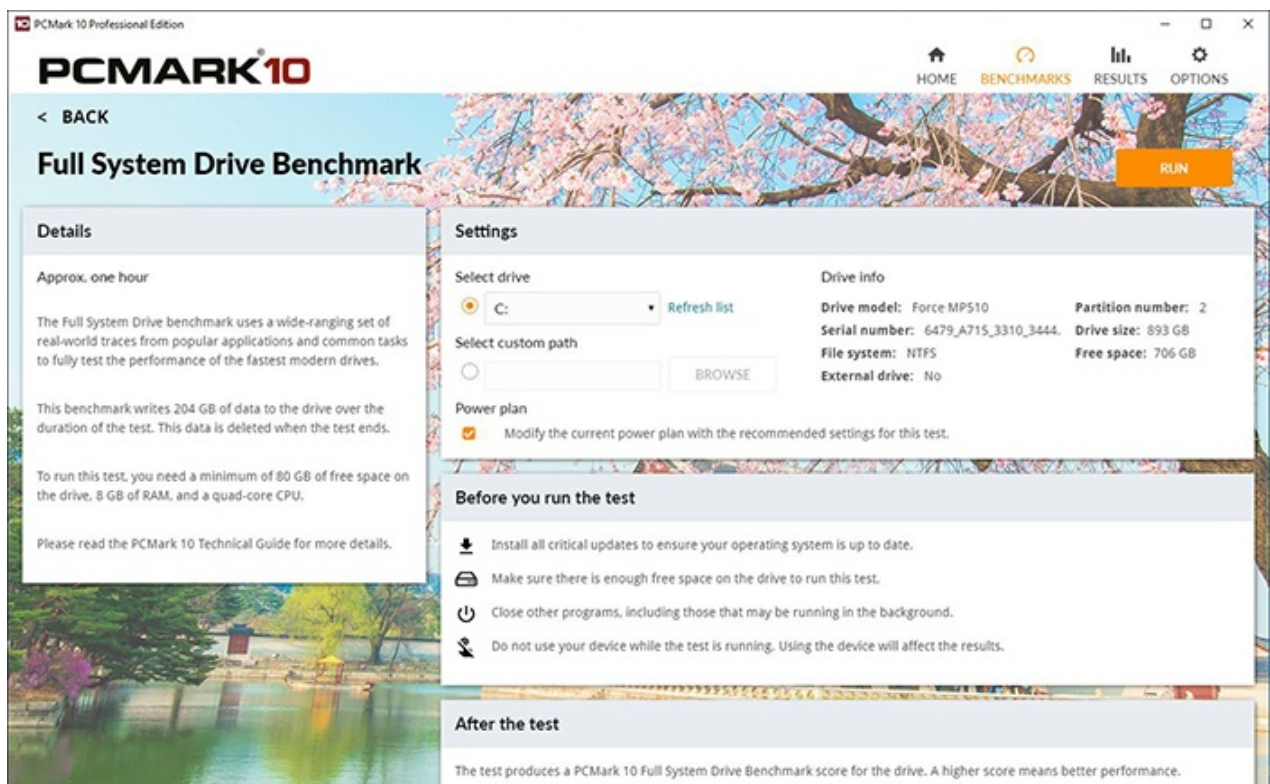 10 PCMark 10 Professional Edition
PCMARK®10
HOME BENCHMARKS RESULTS OPTIONS
< BACK
Full System Drive Benchmark
RUN
Details
Approx. one hour
The Full System Drive benchmark uses a wide-ranging set of
real-world traces from popular applications and common tasks
to fully test the performance of the fastest modern drives.
This benchmark writes 204 GB of data to the drive over the
duration of the test. This data is deleted when the test ends.
To run this test, you need a minimum of 80 GB of free space on
the drive, 8 GB of RAM, and a quad-core CPU.
Please read the PCMark 10 Technical Guide for more details.
Settings
Select drive
C: Refresh list
Select custom path
BROWSE
Power plan
Modify the current power plan with the recommended settings for this test.
Drive info
Drive model: Force MP510
Serial number: 6479_A715_3310_3444.
File system: NTFS
External drive: No
Partition number: 2
Drive size: 893 GB
Free space: 706 GB
Before you run the test
Install all critical updates to ensure your operating system is up to date.
Make sure there is enough free space on the drive to run this test.
Close other programs, including those that may be running in the background.
Do not use your device while the test is running. Using the device will affect the results.
After the test
The test produces a PCMark 10 Full System Drive Benchmark score for the drive. A higher score means better performance.